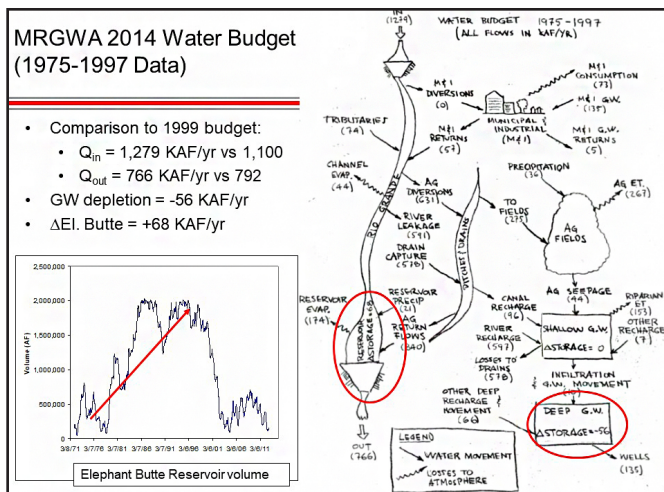 MRGWA 2014 Water Budget
(1975-1997 Data)
• Comparison to 1999 budget:
• Qin = 1,279 KAF/yr vs 1,100
• Qout = 766 KAF/yr vs 792
• GW depletion = -56 KAF/yr
• ΔEl. Butte = +68 KAF/yr
2,500,000
2,000,000
1,500,000
1,000,000
500,000
0
Volume (AF)
3/8/71 3/7/76 3/7/81 3/7/86 3/7/91 3/6/96 3/6/01 3/6/06 3/6/11
Elephant Butte Reservoir volume
IN
(1279)
WATER BUDGET 1975-1997
(ALL FLOWS IN KAF/YR)
M&I
DIVERSIONS
(0)
M&I
CONSUMPTION
(73)
M&I G.W.
(135)
MUNICIPAL &
INDUSTRIAL
(M&I)
M&I G.W.
RETURNS
(5)
TRIBUTARIES
(74)
M&I
RETURNS
(57)
CHANNEL
EVAP.
(44)
RIO GRANDE
AG
DIVERSIONS
(631)
PRECIPITATION
(36)
AG ET.
(267)
TO
FIELDS
(275)
AG
FIELDS
RIVER
LEAKAGE
(591)
DRAIN
CAPTURE
(578)
DITCHES/DRAINS
AG SEEPAGE
(44)
RIPARIAN
ET
(153)
RESERVOIR
EVAP.
(174)
RESERVOIR
ΔSTORAGE=68
RESERVOIR
PRECIP
(21)
AG
RETURN
FLOWS
(340)
CANAL
RECHARGE
(96)
RIVER
RECHARGE
(597)
SHALLOW G.W.
ΔSTORAGE=0
OTHER
RECHARGE
(7)
LOSSES TO
DRAINS
(578)
INFILTRATION
& G.W. MOVEMENT
OTHER DEEP
RECHARGE &
MOVEMENT
DEEP G.W.
ΔSTORAGE=-56
WELLS
(135)
OUT
(766)
LEGEND
WATER MOVEMENT
LOSSES TO
ATMOSPHERE